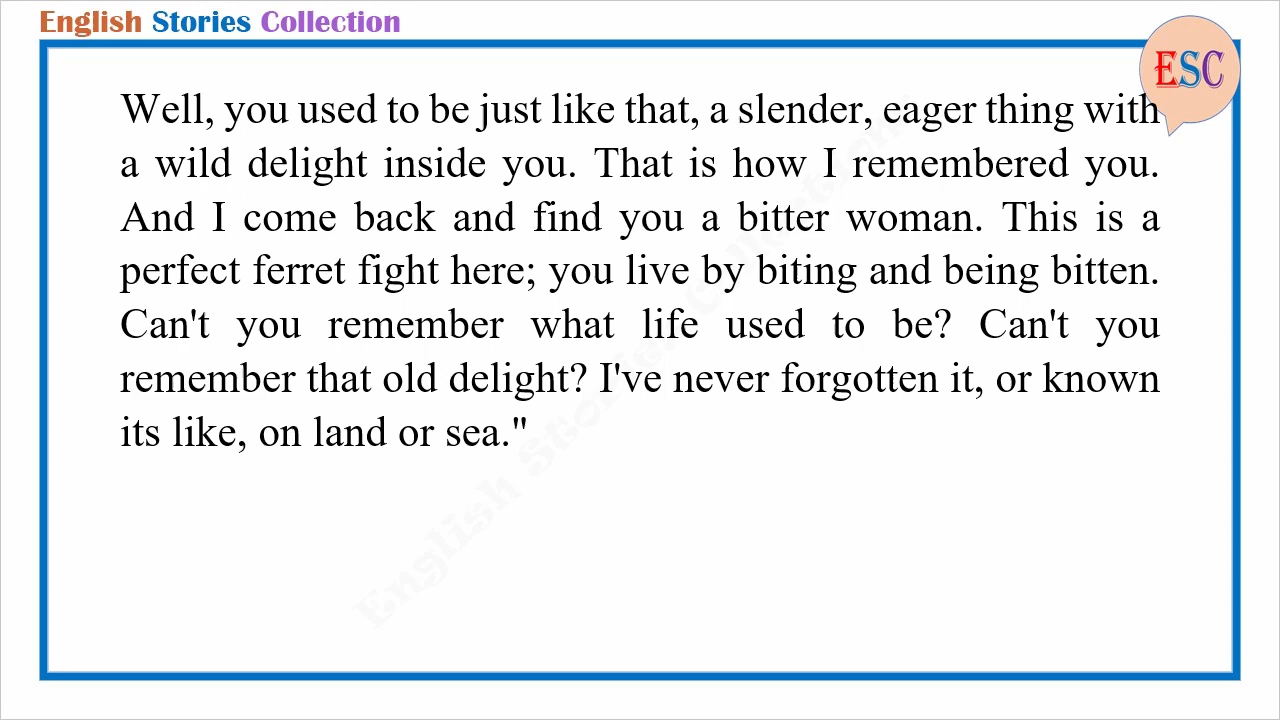 English Stories Collection
ESC
Well, you used to be just like that, a slender, eager thing with
a wild delight inside you. That is how I remembered you.
And I come back and find you a bitter woman. This is a
perfect ferret fight here; you live by biting and being bitten.
Can't you remember what life used to be? Can't you
remember that old delight? I've never forgotten it, or known
its like, on land or sea."
English Stories Collections